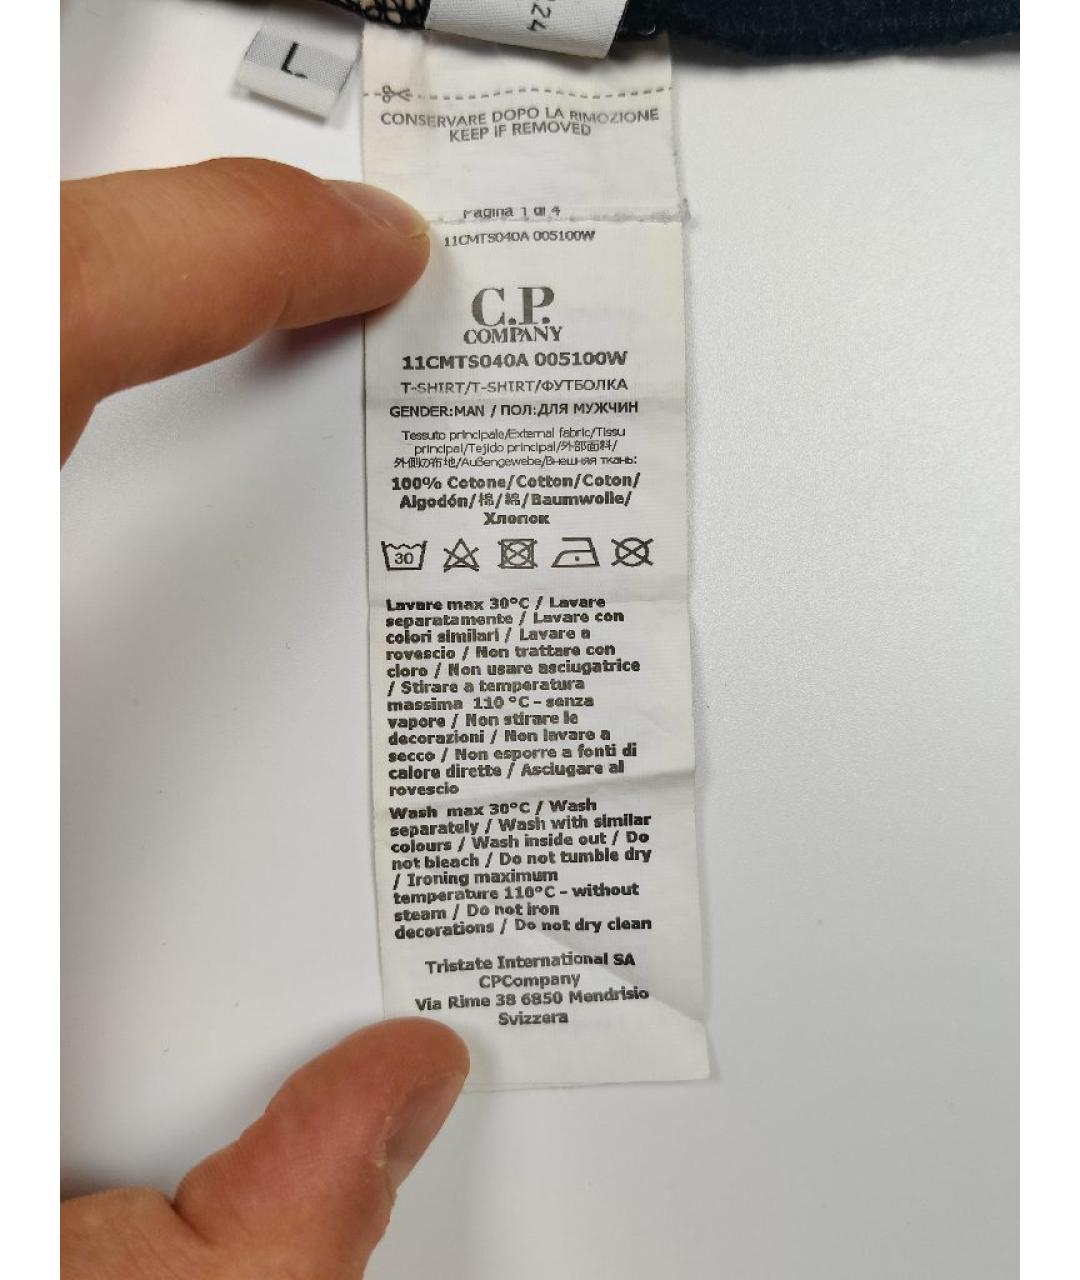 224
L
CONSERVARE DOPO LA RIMOZIONE
KEEP IF REMOVED
Pagina 1 di 4
11CMTS040A 005100W
C.P.
COMPANY
11CMTS040A 005100W
T-SHIRT/T-SHIRT/ФУТБОЛКА
GENDER:MAN / ПОЛ:ДЛЯ МУЖЧИН
Tessuto principale/External fabric/Tissu
principal/Tejido principal/外部面料/
外側の布地/Außengewebe/Внешняя ткань:
100% Cotone/Cotton/Coton/
Algodón/棉/綿/Baumwolle/
Хлопок
30
Lavare max 30°C / Lavare
separatamente / Lavare con
colori similari / Lavare a
rovescio / Non trattare con
cloro / Non usare asciugatrice
/ Stirare a temperatura
massima 110 °C - senza
vapore / Non stirare le
decorazioni / Non lavare a
secco / Non esporre a fonti di
calore dirette / Asciugare al
rovescio
Wash max 30°C / Wash
separately / Wash with similar
colours / Wash inside out / Do
not bleach / Do not tumble dry
/ Ironing maximum
temperature 110°C - without
steam / Do not iron
decorations / Do not dry clean
Tristate International SA
CPCompany
Via Rime 38 6850 Mendrisio
Svizzera